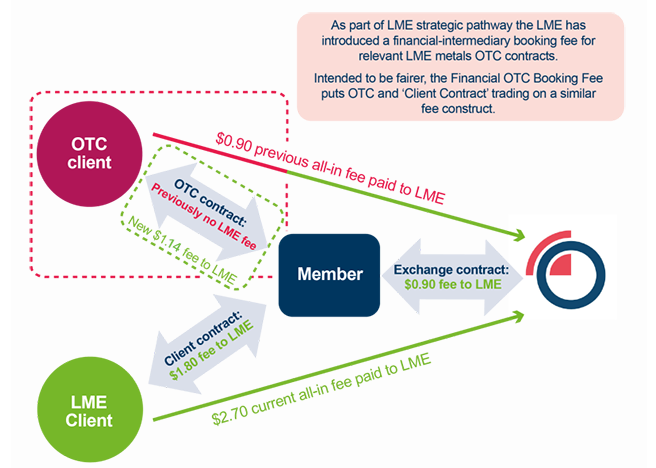 As part of LME strategic pathway the LME has
introduced a financial-intermediary booking fee for
relevant LME metals OTC contracts.
Intended to be fairer, the Financial OTC Booking Fee
puts OTC and ‘Client Contract’ trading on a similar
fee construct.
OTC
client
$0.90 previous all-in fee paid to LME
OTC contract:
Previously no LME fee
New $1.14 fee to LME
Member
Exchange contract:
$0.90 fee to LME
Client contract:
$1.80 fee to LME
LME
Client
$2.70 current all-in fee paid to LME